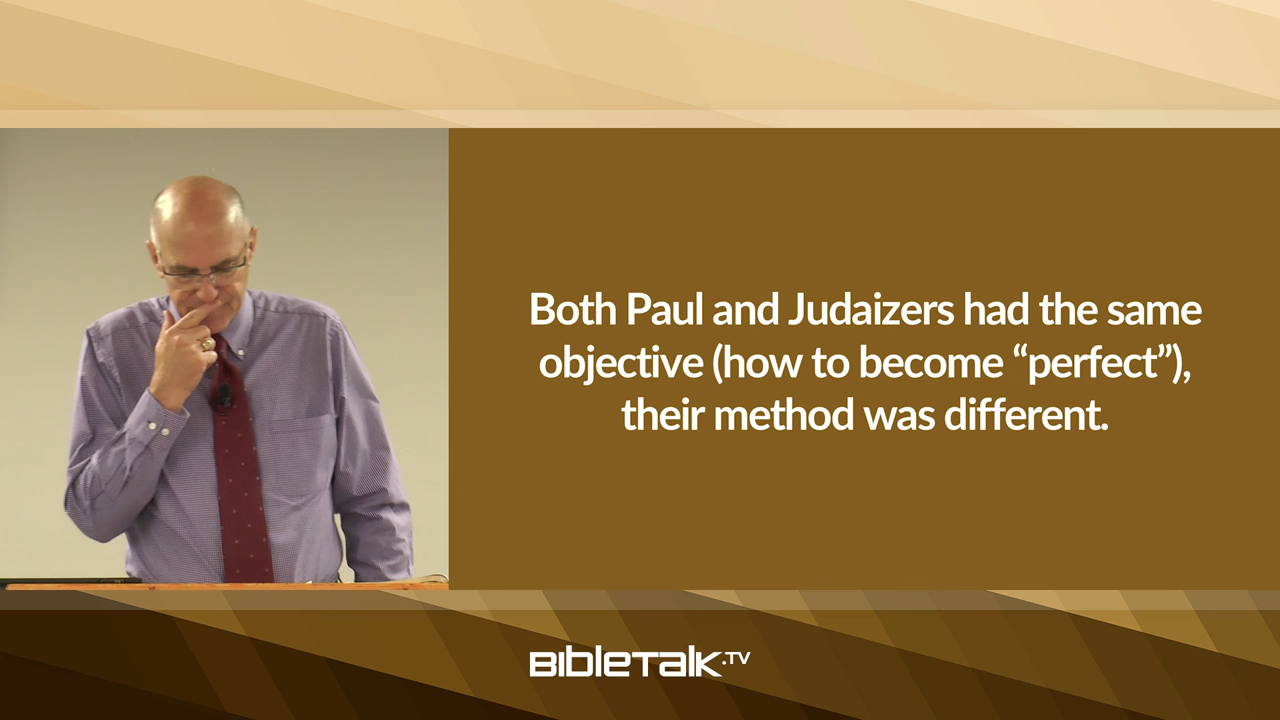 Both Paul and Judaizers had the same
objective (how to become “perfect”),
their method was different.
BIBLETALK.TV